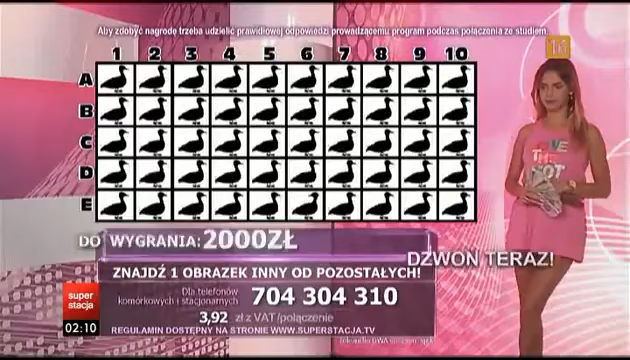 Aby zdobyć nagrodę trzeba udzielić prawidłowej odpowiedzi prowadzącemu program podczas połączenia ze studiem
16
1 2 3 4 5 6 7 8 9 10
A
B
C
D
E
DO WYGRANIA: 2000ZŁ
DZWOŃ TERAZ!
ZNAJDŹ 1 OBRAZEK INNY OD POZOSTAŁYCH!
Dla telefonów
komórkowych i stacjonarnych 704 304 310
3,92 zł z VAT/połączenie
REGULAMIN DOSTĘPNY NA STRONIE WWW.SUPERSTACJA.TV
super
stacja
02:10
THE